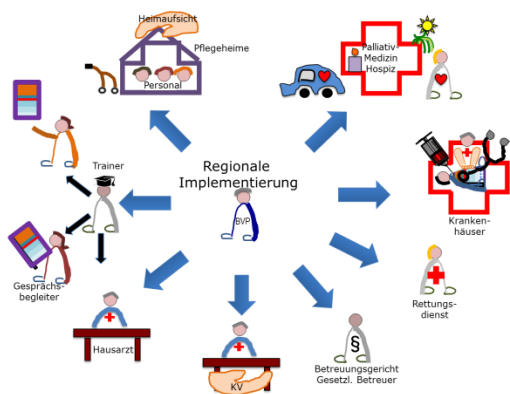 Heimaufsicht
Pflegeheime
Personal
Palliativ-
Medizin
Hospiz
Trainer
Regionale
Implementierung
BVP
Kranken-
häuser
Gesprächs-
begleiter
Rettungs-
dienst
Hausarzt
§
KV
Betreuungsgericht
Gesetzl. Betreuer